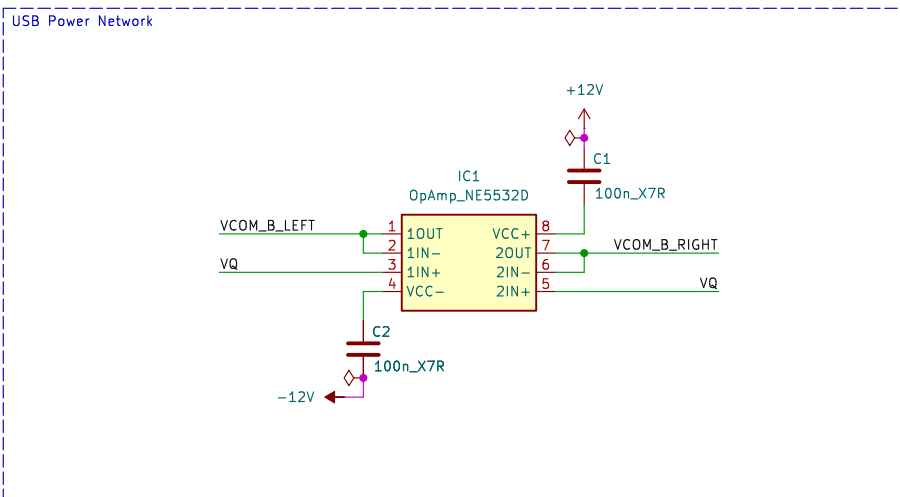 USB Power Network
+12V
C1
100n_X7R
IC1
OpAmp_NE5532D
VCOM_B_LEFT
1
1OUT
VCC+
8
2
1IN-
2OUT
7
VCOM_B_RIGHT
VQ
3
1IN+
2IN-
6
4
VCC-
2IN+
5
VQ
C2
100n_X7R
-12V